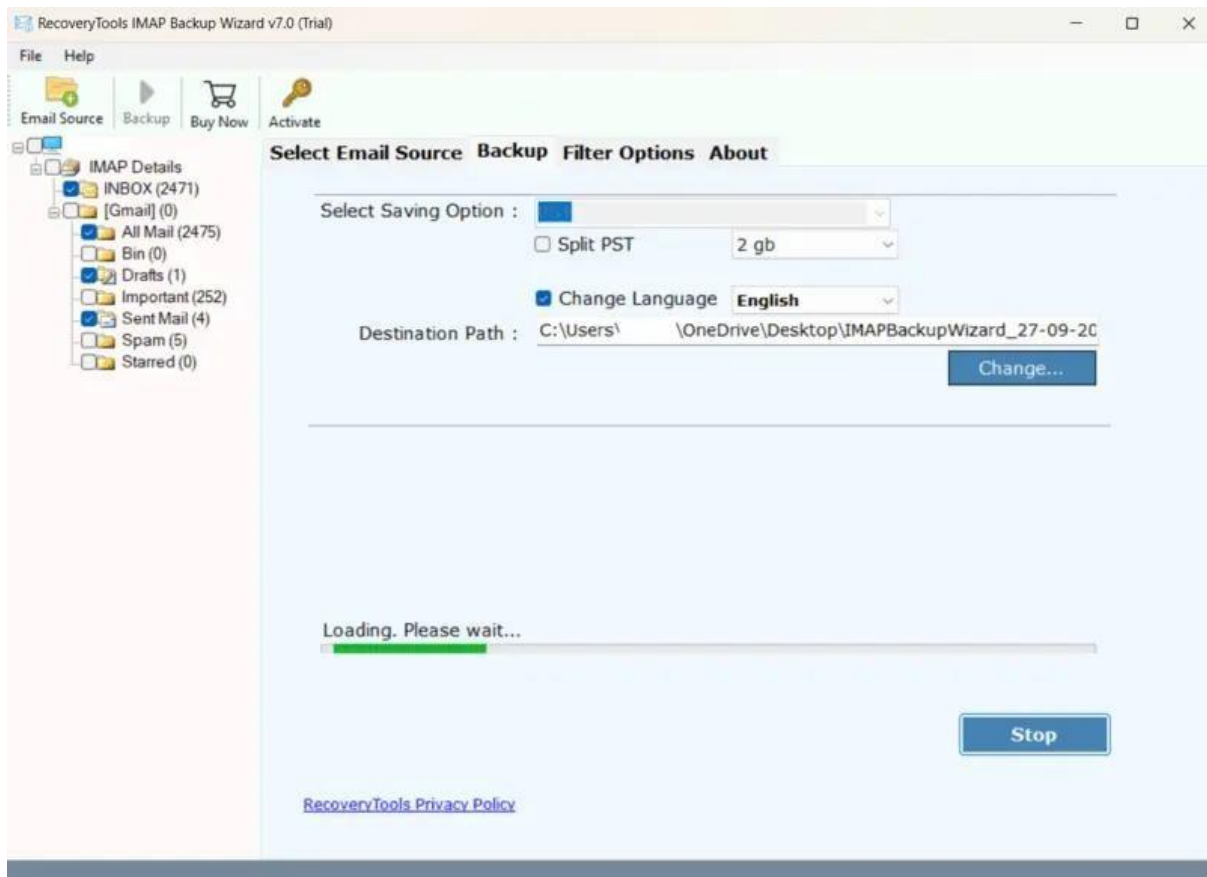 RecoveryTools IMAP Backup Wizard v7.0 (Trial)
File Help
Email Source Backup Buy Now Activate
IMAP Details
INBOX (2471)
[Gmail] (0)
All Mail (2475)
Bin (0)
Drafts (1)
Important (252)
Sent Mail (4)
Spam (5)
Starred (0)
Select Email Source Backup Filter Options About
Select Saving Option :
Split PST 2 gb
Change Language English
Destination Path : C:\Users\ \OneDrive\Desktop\IMAPBackupWizard_27-09-20
Change...
Loading. Please wait...
Stop
RecoveryTools Privacy Policy